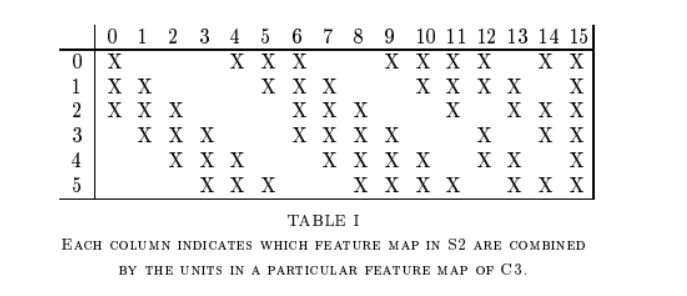 0 1 2 3 4 5 6 7 8 9 10 11 12 13 14 15
0 X X X X X X X X X X
1 X X X X X X X X X X
2 X X X X X X X X X X
3 X X X X X X X X X X
4 X X X X X X X X X X
5 X X X X X X X X X X
TABLE I
Each column indicates which feature map in S2 are combined
by the units in a particular feature map of C3.